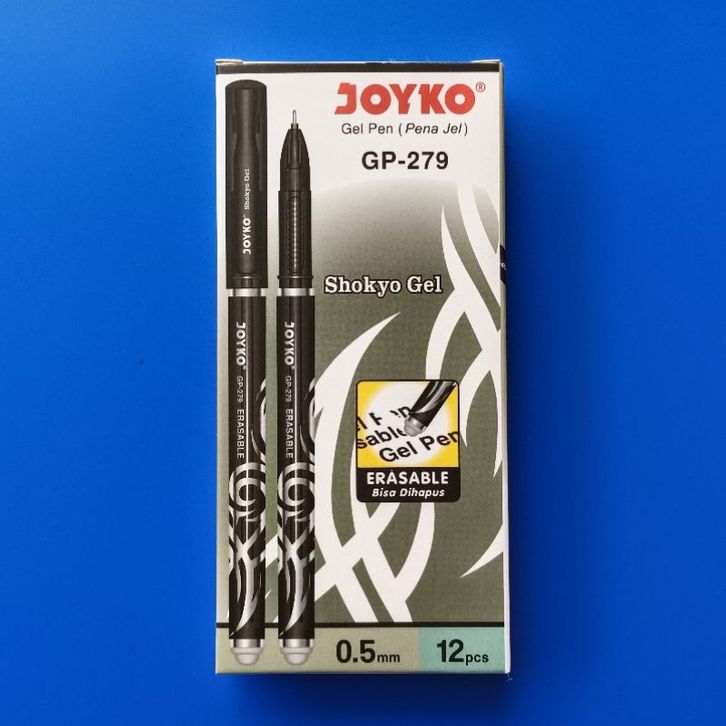 JOYKO®
Gel Pen (Pena Jel)
GP-279
Shokyo Gel
JOYKO® Shokyo Gel
JOYKO® GP-279 ERASABLE
JOYKO® GP-279 ERASABLE
Gel Pen
ERASABLE
Bisa Dihapus
0.5mm
12pcs